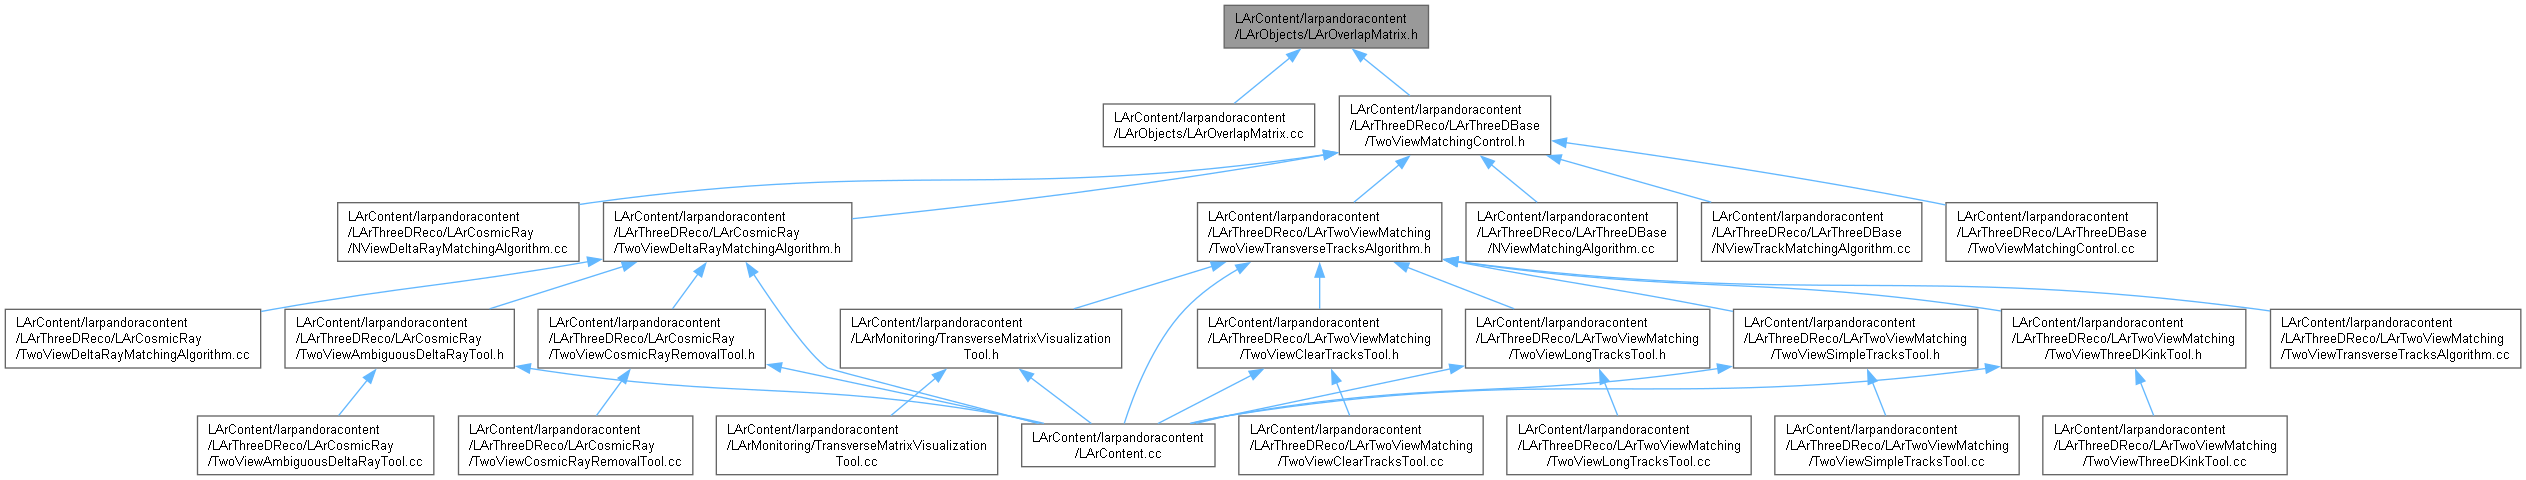 LArContent/larpandoracontent
/LArObjects/LArOverlapMatrix.h
LArContent/larpandoracontent
/LArObjects/LArOverlapMatrix.cc
LArContent/larpandoracontent
/LArThreeDReco/LArThreeDBase
/TwoViewMatchingControl.h
LArContent/larpandoracontent
/LArThreeDReco/LArCosmicRay
/NViewDeltaRayMatchingAlgorithm.cc
LArContent/larpandoracontent
/LArThreeDReco/LArCosmicRay
/TwoViewDeltaRayMatchingAlgorithm.h
LArContent/larpandoracontent
/LArThreeDReco/LArTwoViewMatching
/TwoViewTransverseTracksAlgorithm.h
LArContent/larpandoracontent
/LArThreeDReco/LArThreeDBase
/NViewMatchingAlgorithm.cc
LArContent/larpandoracontent
/LArThreeDReco/LArThreeDBase
/NViewTrackMatchingAlgorithm.cc
LArContent/larpandoracontent
/LArThreeDReco/LArThreeDBase
/TwoViewMatchingControl.cc
LArContent/larpandoracontent
/LArThreeDReco/LArCosmicRay
/TwoViewDeltaRayMatchingAlgorithm.cc
LArContent/larpandoracontent
/LArThreeDReco/LArCosmicRay
/TwoViewAmbiguousDeltaRayTool.h
LArContent/larpandoracontent
/LArThreeDReco/LArCosmicRay
/TwoViewCosmicRayRemovalTool.h
LArContent/larpandoracontent
/LArMonitoring/TransverseMatrixVisualization
Tool.h
LArContent/larpandoracontent
/LArThreeDReco/LArTwoViewMatching
/TwoViewClearTracksTool.h
LArContent/larpandoracontent
/LArThreeDReco/LArTwoViewMatching
/TwoViewLongTracksTool.h
LArContent/larpandoracontent
/LArThreeDReco/LArTwoViewMatching
/TwoViewSimpleTracksTool.h
LArContent/larpandoracontent
/LArThreeDReco/LArTwoViewMatching
/TwoViewThreeDKinkTool.h
LArContent/larpandoracontent
/LArThreeDReco/LArTwoViewMatching
/TwoViewTransverseTracksAlgorithm.cc
LArContent/larpandoracontent
/LArThreeDReco/LArCosmicRay
/TwoViewAmbiguousDeltaRayTool.cc
LArContent/larpandoracontent
/LArThreeDReco/LArCosmicRay
/TwoViewCosmicRayRemovalTool.cc
LArContent/larpandoracontent
/LArMonitoring/TransverseMatrixVisualization
Tool.cc
LArContent/larpandoracontent
/LArContent.cc
LArContent/larpandoracontent
/LArThreeDReco/LArTwoViewMatching
/TwoViewClearTracksTool.cc
LArContent/larpandoracontent
/LArThreeDReco/LArTwoViewMatching
/TwoViewLongTracksTool.cc
LArContent/larpandoracontent
/LArThreeDReco/LArTwoViewMatching
/TwoViewSimpleTracksTool.cc
LArContent/larpandoracontent
/LArThreeDReco/LArTwoViewMatching
/TwoViewThreeDKinkTool.cc